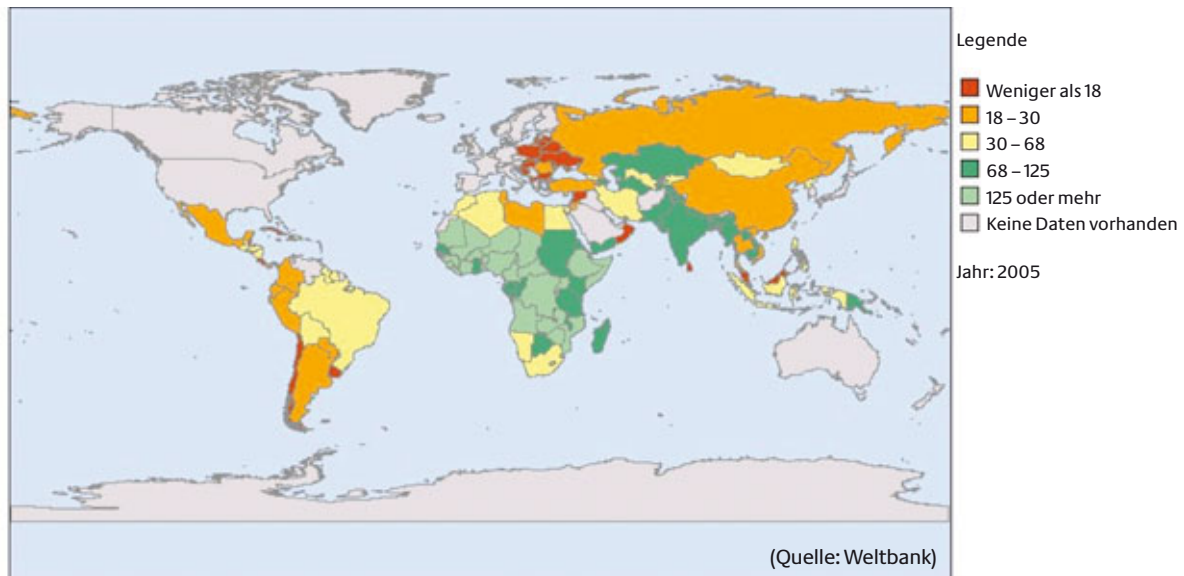 Legende
Weniger als 18
18 – 30
30 – 68
68 – 125
125 oder mehr
Keine Daten vorhanden
Jahr: 2005
(Quelle: Weltbank)